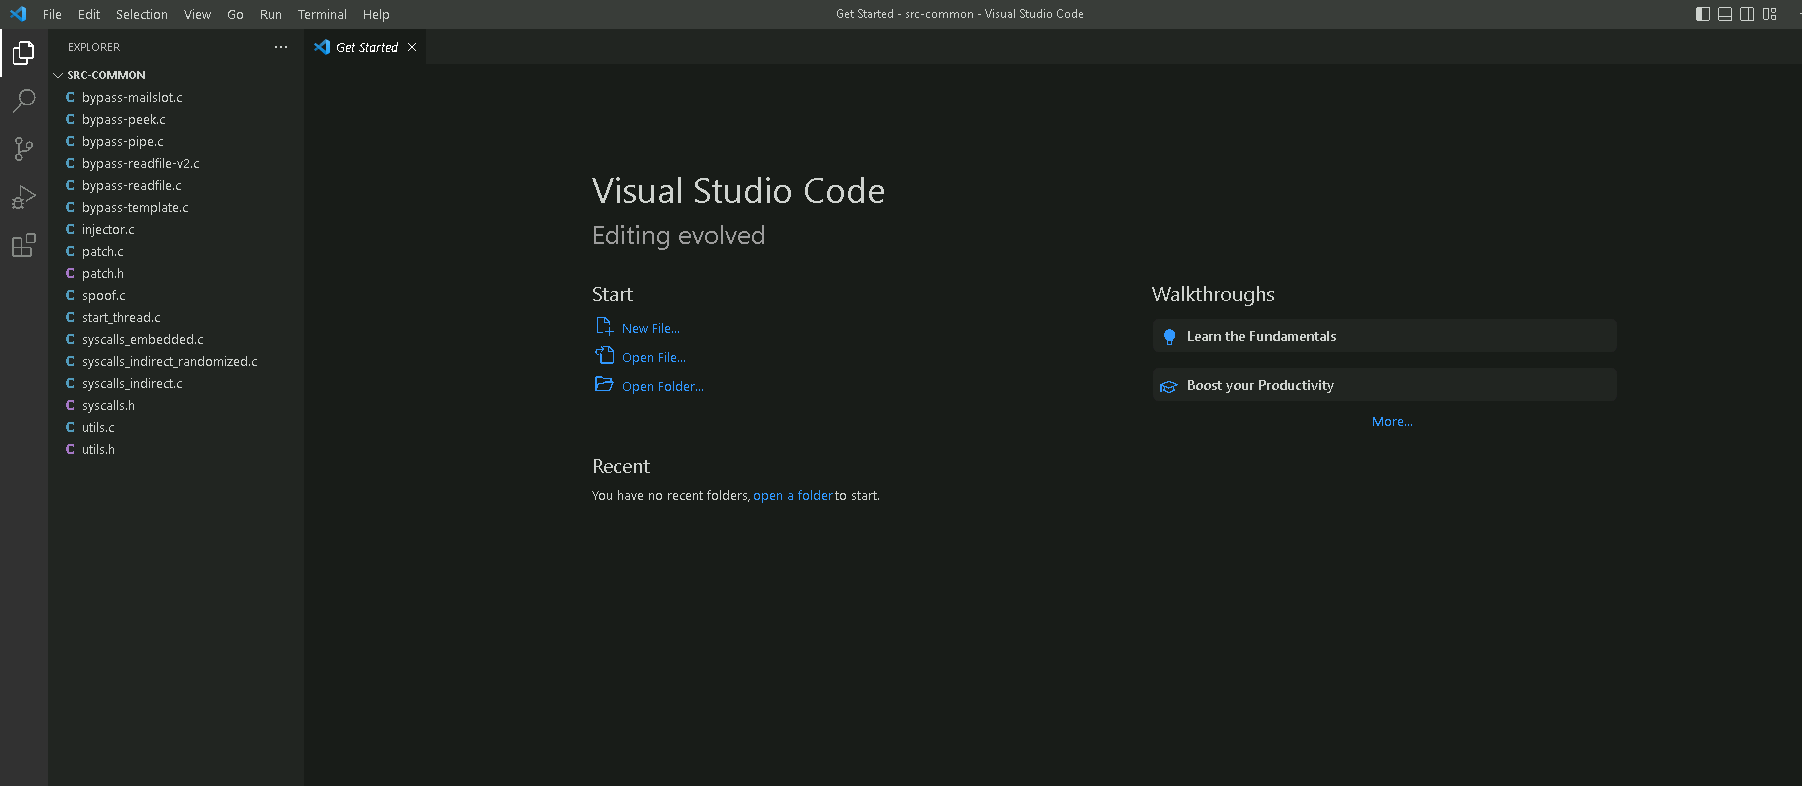 File Edit Selection View Go Run Terminal Help
Get Started - src-common - Visual Studio Code
EXPLORER
Get Started
SRC-COMMON
C bypass-mailslot.c
C bypass-peek.c
C bypass-pipe.c
C bypass-readfile-v2.c
C bypass-readfile.c
C bypass-template.c
C injector.c
C patch.c
C patch.h
C spoof.c
C start_thread.c
C syscalls_embedded.c
C syscalls_indirect_randomized.c
C syscalls_indirect.c
C syscalls.h
C utils.c
C utils.h
Visual Studio Code
Editing evolved
Start
New File...
Open File...
Open Folder...
Recent
You have no recent folders, open a folder to start.
Walkthroughs
Learn the Fundamentals
Boost your Productivity
More...